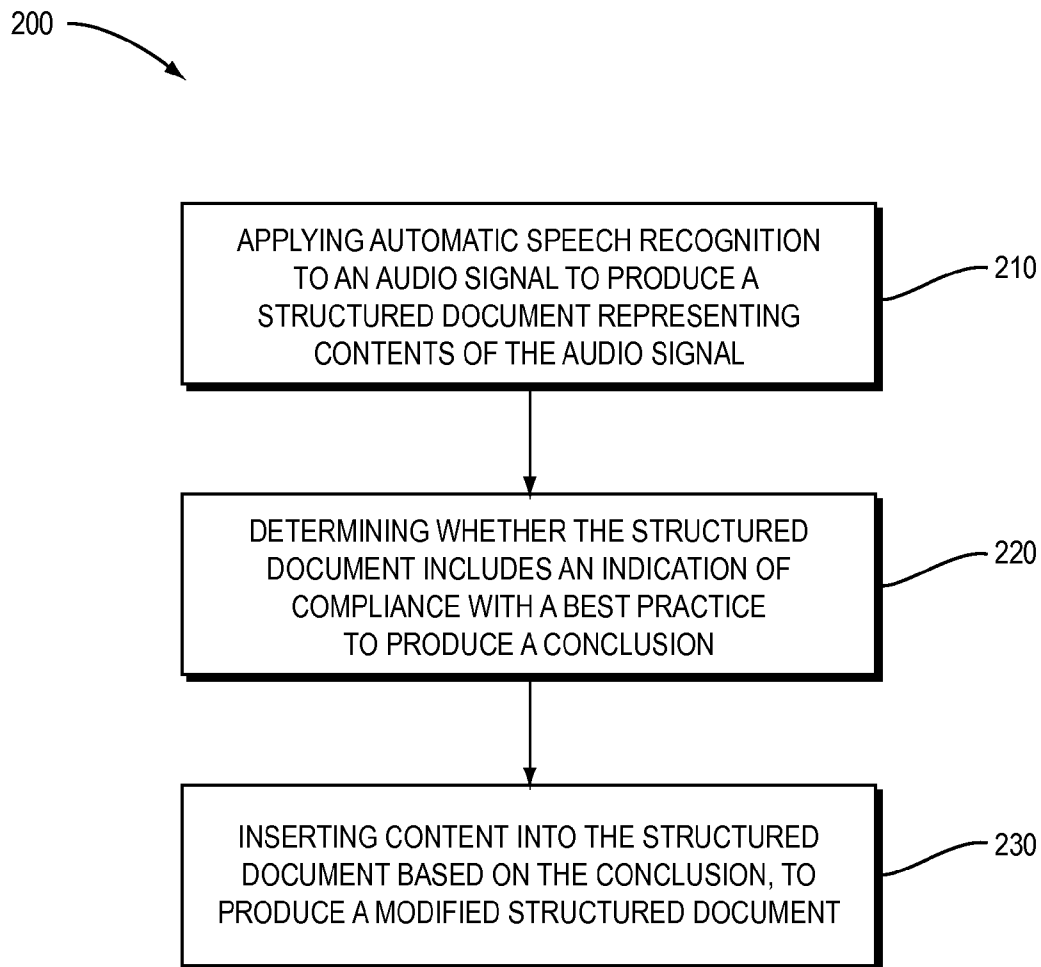 200
APPLYING AUTOMATIC SPEECH RECOGNITION
TO AN AUDIO SIGNAL TO PRODUCE A
STRUCTURED DOCUMENT REPRESENTING
CONTENTS OF THE AUDIO SIGNAL
210
DETERMINING WHETHER THE STRUCTURED
DOCUMENT INCLUDES AN INDICATION OF
COMPLIANCE WITH A BEST PRACTICE
TO PRODUCE A CONCLUSION
220
INSERTING CONTENT INTO THE STRUCTURED
DOCUMENT BASED ON THE CONCLUSION, TO
PRODUCE A MODIFIED STRUCTURED DOCUMENT
230